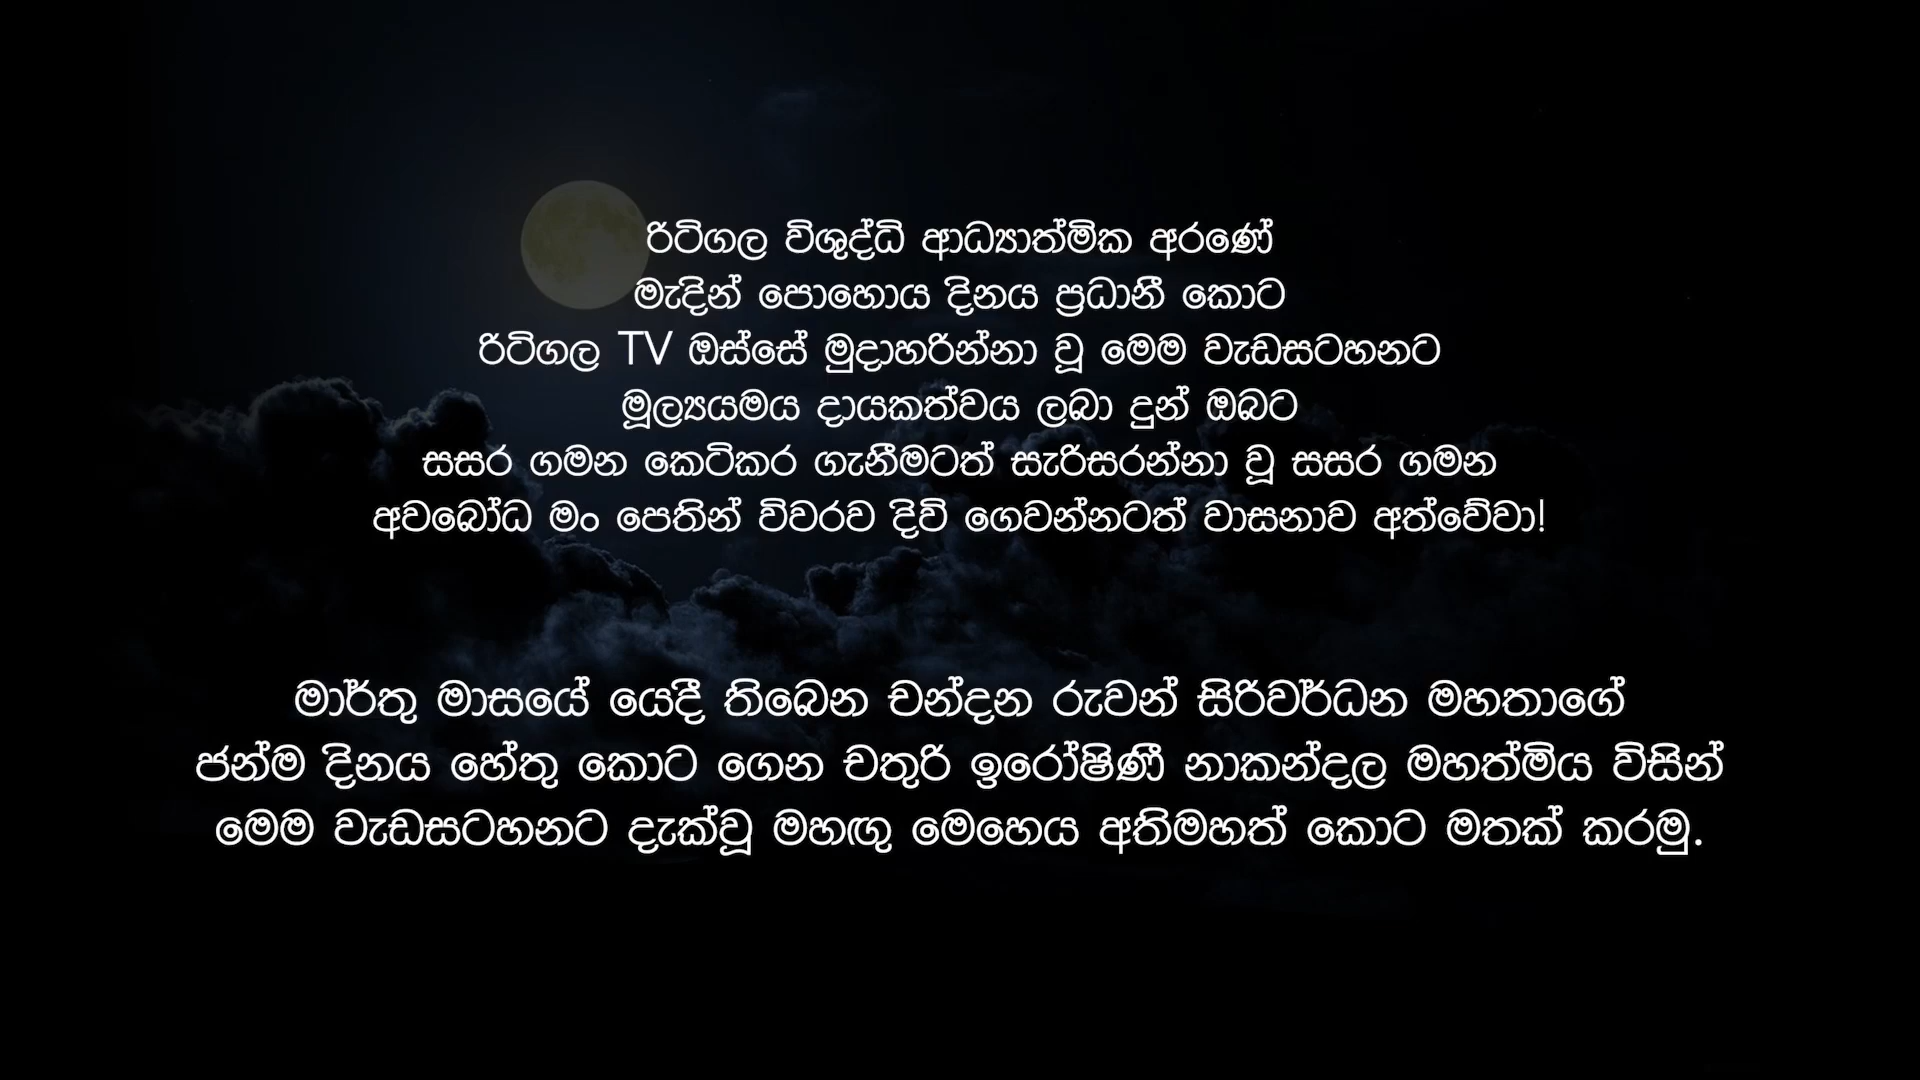 රිටිගල විශුද්ධි ආධ්‍යාත්මික අරණේ
මැදින් පොහොය දිනය ප්‍රධානී කොට
රිටිගල TV ඔස්සේ මුදාහරින්නා වූ මෙම වැඩසටහනට
මූල්‍යයමය දායකත්වය ලබා දුන් ඔබට
සසර ගමන කෙටිකර ගැනීමටත් සැරිසරන්නා වූ සසර ගමන
අවබෝධ මං පෙතින් විවරව දිවි ගෙවන්නටත් වාසනාව අත්වේවා!
මාර්තු මාසයේ යෙදී තිබෙන චන්දන රුවන් සිරිවර්ධන මහතාගේ
ජන්ම දිනය හේතු කොට ගෙන චතුරි ඉරෝෂිණී නාකන්දල මහත්මිය විසින්
මෙම වැඩසටහනට දැක්වූ මහඟු මෙහෙය අතිමහත් කොට මතක් කරමු.